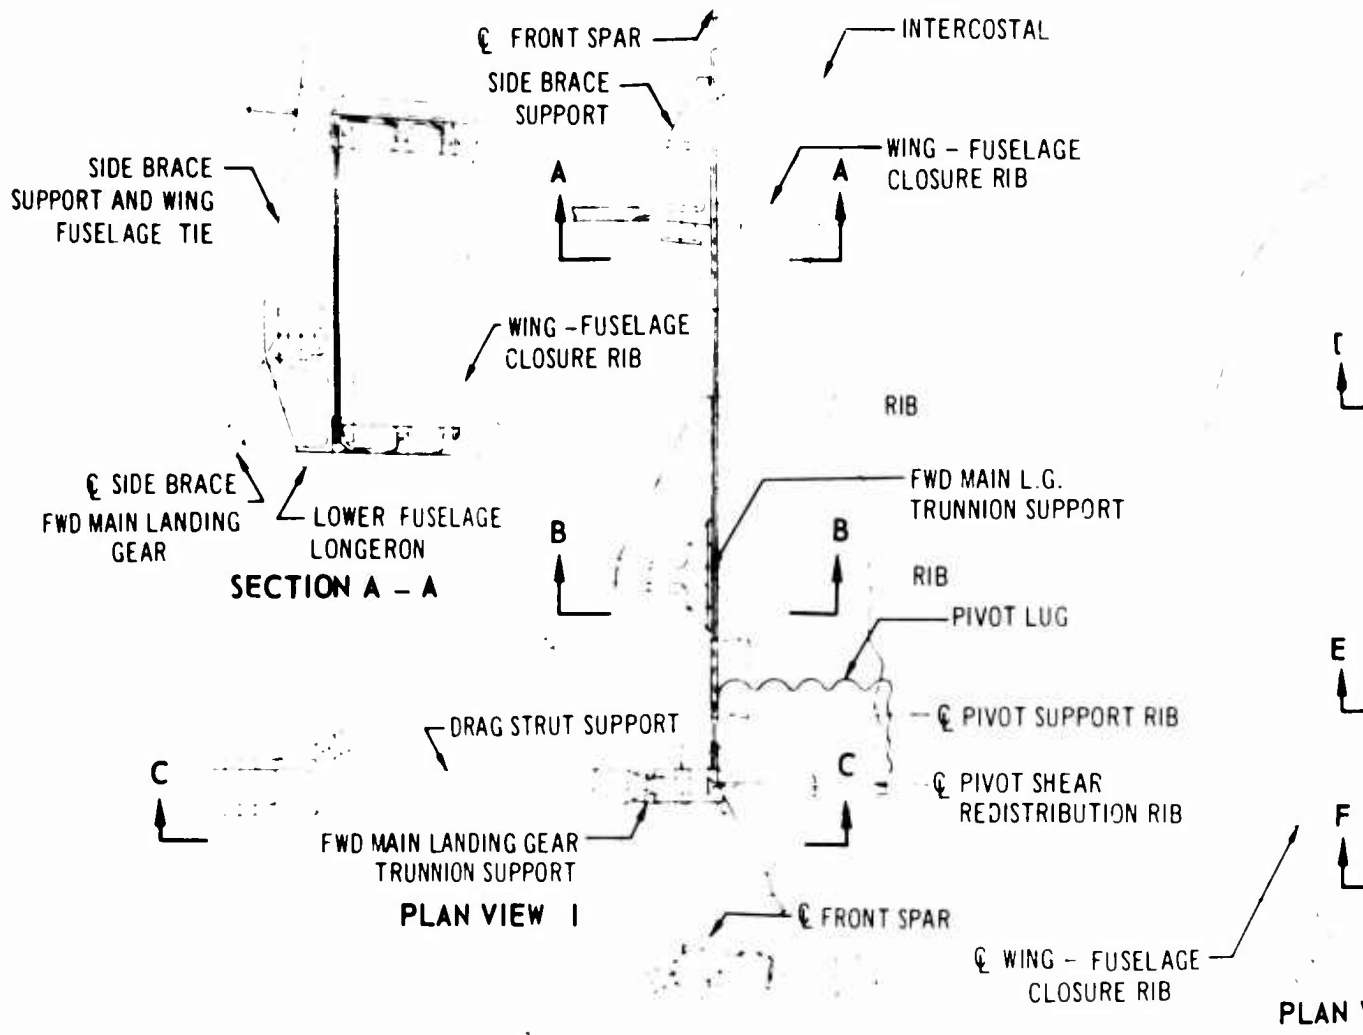 ℄ FRONT SPAR
INTERCOSTAL
SIDE BRACE
SUPPORT
WING - FUSELAGE
CLOSURE RIB
SIDE BRACE
SUPPORT AND WING
FUSELAGE TIE
A
A
WING - FUSELAGE
CLOSURE RIB
RIB
℄ SIDE BRACE
FWD MAIN LANDING
GEAR
LOWER FUSELAGE
LONGERON
SECTION A - A
FWD MAIN L.G.
TRUNNION SUPPORT
B
B
RIB
PIVOT LUG
E
℄ PIVOT SUPPORT RIB
DRAG STRUT SUPPORT
C
C
℄ PIVOT SHEAR
REDISTRIBUTION RIB
F
FWD MAIN LANDING GEAR
TRUNNION SUPPORT
PLAN VIEW I
℄ FRONT SPAR
℄ WING - FUSELAGE
CLOSURE RIB
PLAN